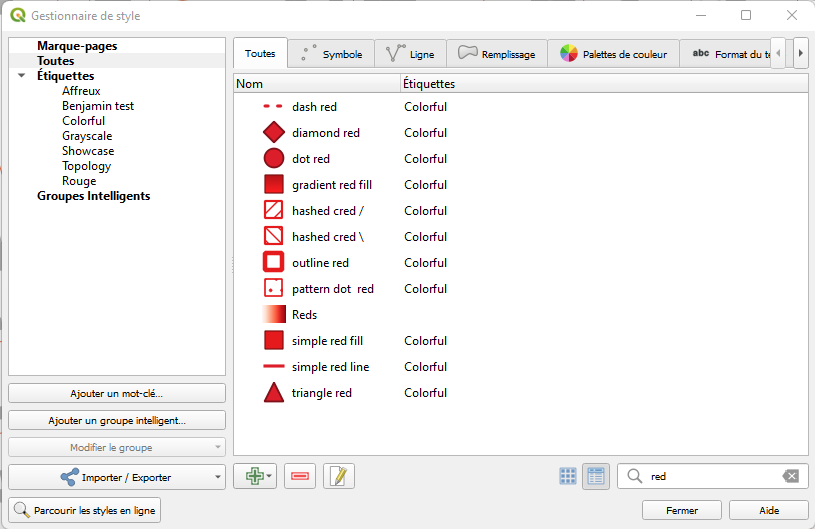 Gestionnaire de style
Marque-pages
Toutes
Étiquettes
Affreux
Benjamin test
Colorful
Grayscale
Showcase
Topology
Rouge
Groupes Intelligents
Ajouter un mot-clé...
Ajouter un groupe intelligent...
Modifier le groupe
Importer / Exporter
Parcourir les styles en ligne
Toutes Symbole Ligne Remplissage Palettes de couleur abc Format du te
Nom Étiquettes
dash red Colorful
diamond red Colorful
dot red Colorful
gradient red fill Colorful
hashed cred / Colorful
hashed cred \ Colorful
outline red Colorful
pattern dot  red Colorful
Reds
simple red fill Colorful
simple red line Colorful
triangle red Colorful
red
Fermer Aide